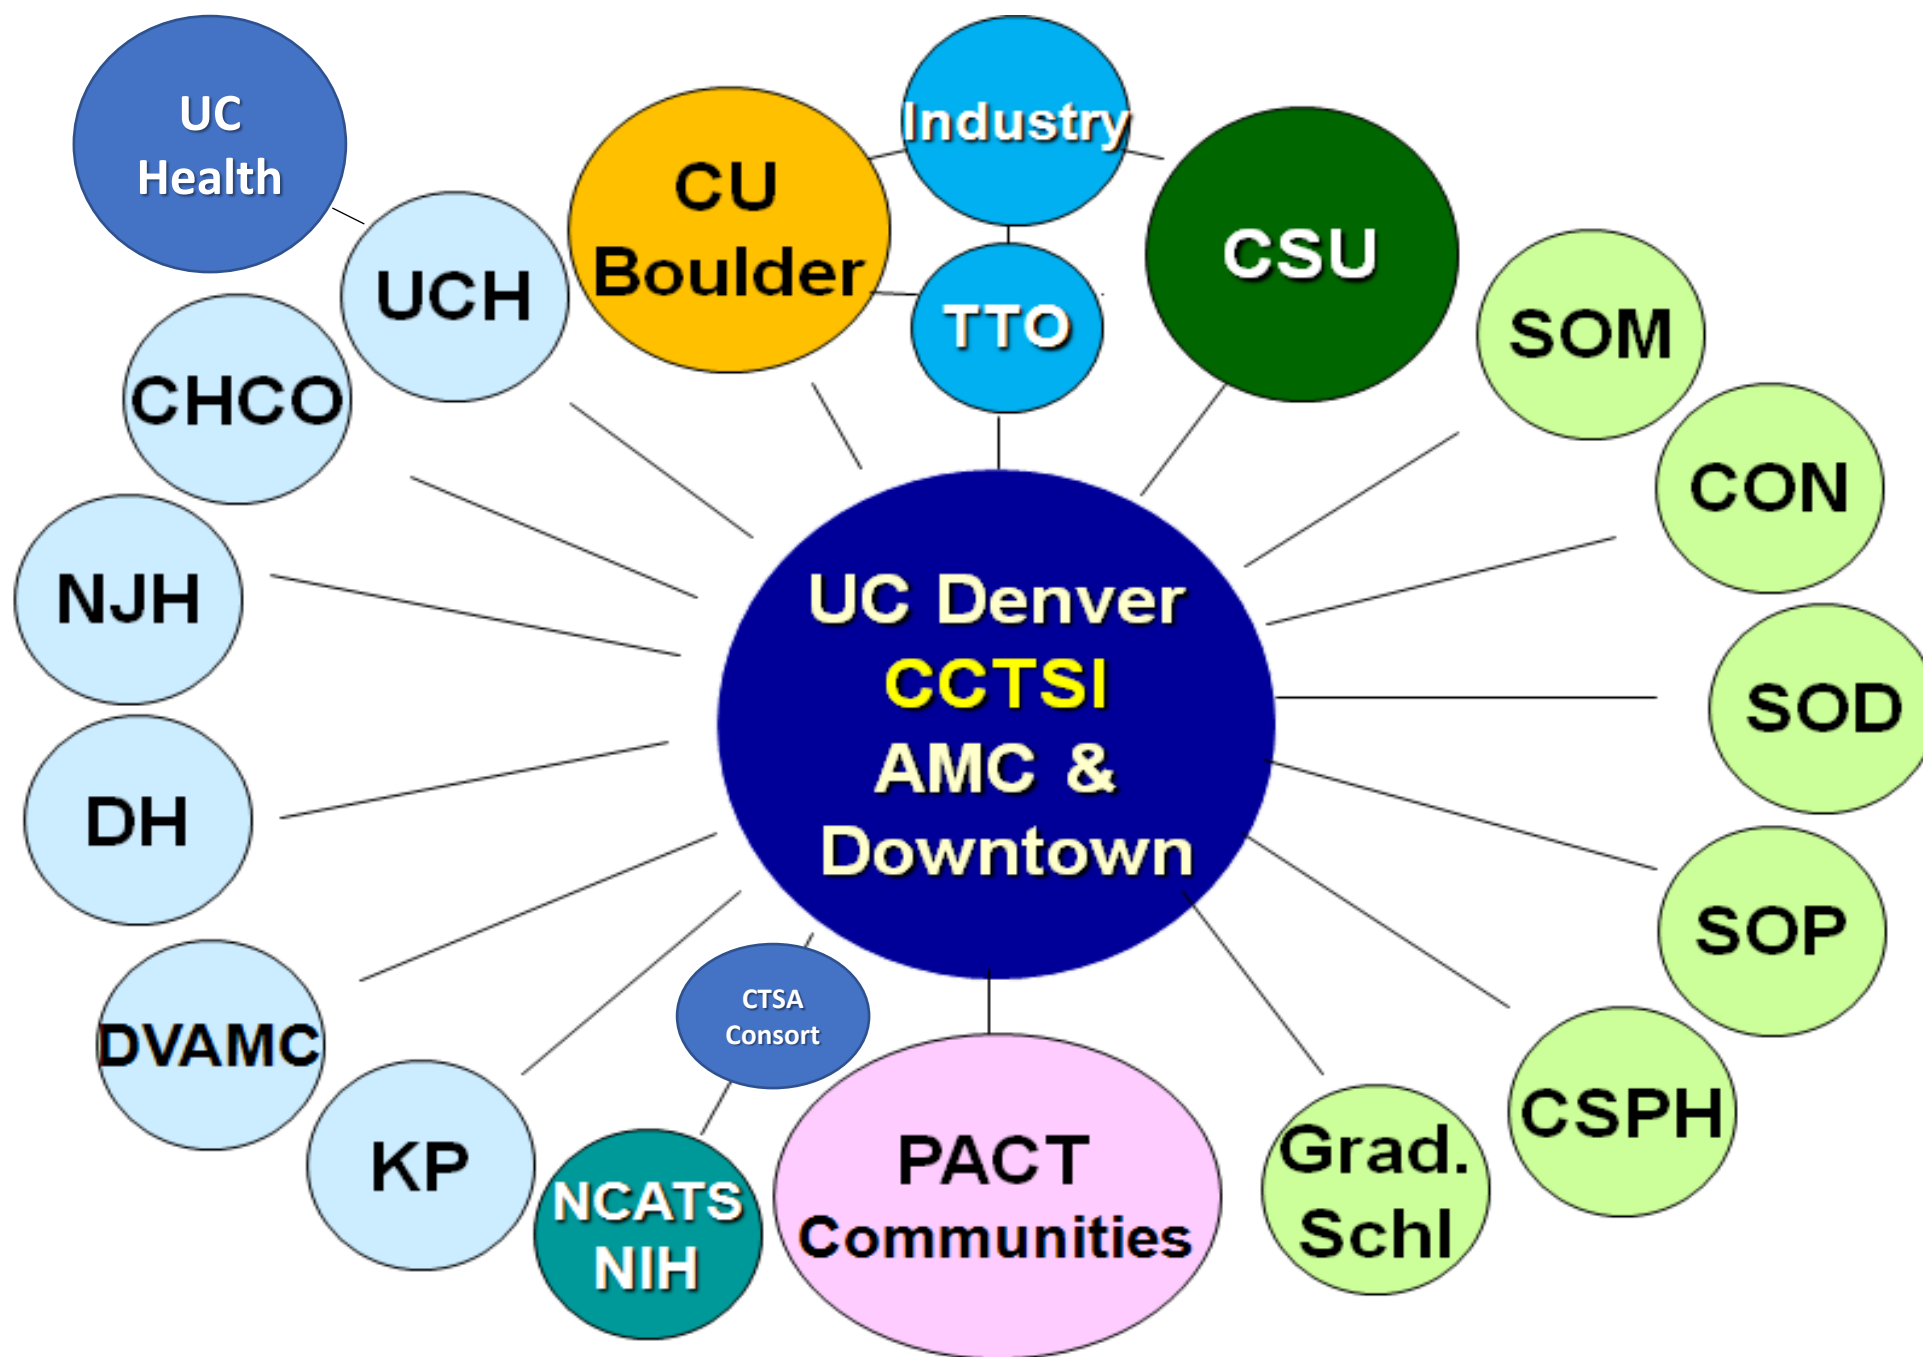 UC
Health
Industry
CU
Boulder
CSU
UCH
TTO
SOM
CHCO
CON
NJH
UC Denver
CCTSI
AMC &
Downtown
SOD
DH
SOP
DVAMC
CTSA
Consort
KP
NCATS
NIH
PACT
Communities
Grad.
Schl
CSPH